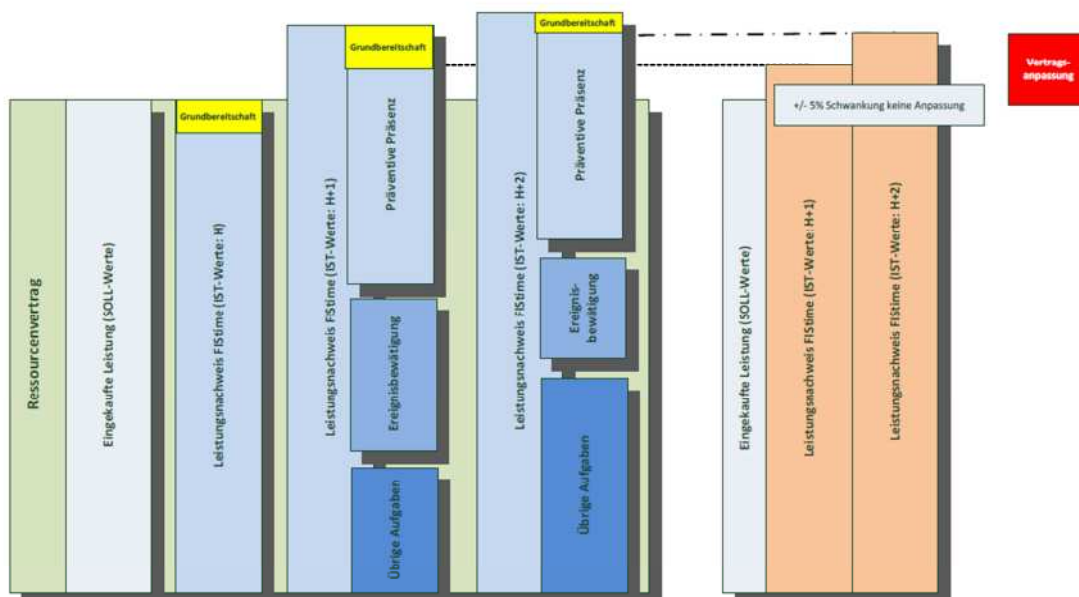 Ressourcenvertrag
Eingekaufte Leistung (SOLL-Werte)
Grundbereitschaft
Leistungsnachweis FIStime (IST-Werte: H)
Leistungsnachweis FIStime (IST-Werte: H+1)
Grundbereitschaft
Präventive Präsenz
Ereignisbewätigung
Übrige Aufgaben
Leistungsnachweis FIStime (IST-Werte: H+2)
Grundbereitschaft
Präventive Präsenz
Ereignis-
bewätigung
Übrige Aufgaben
Eingekaufte Leistung (SOLL-Werte)
Leistungsnachweis FIStime (IST-Werte: H+1)
Leistungsnachweis FIStime (IST-Werte: H+2)
+/- 5% Schwankung keine Anpassung
Vertrags-
anpassung